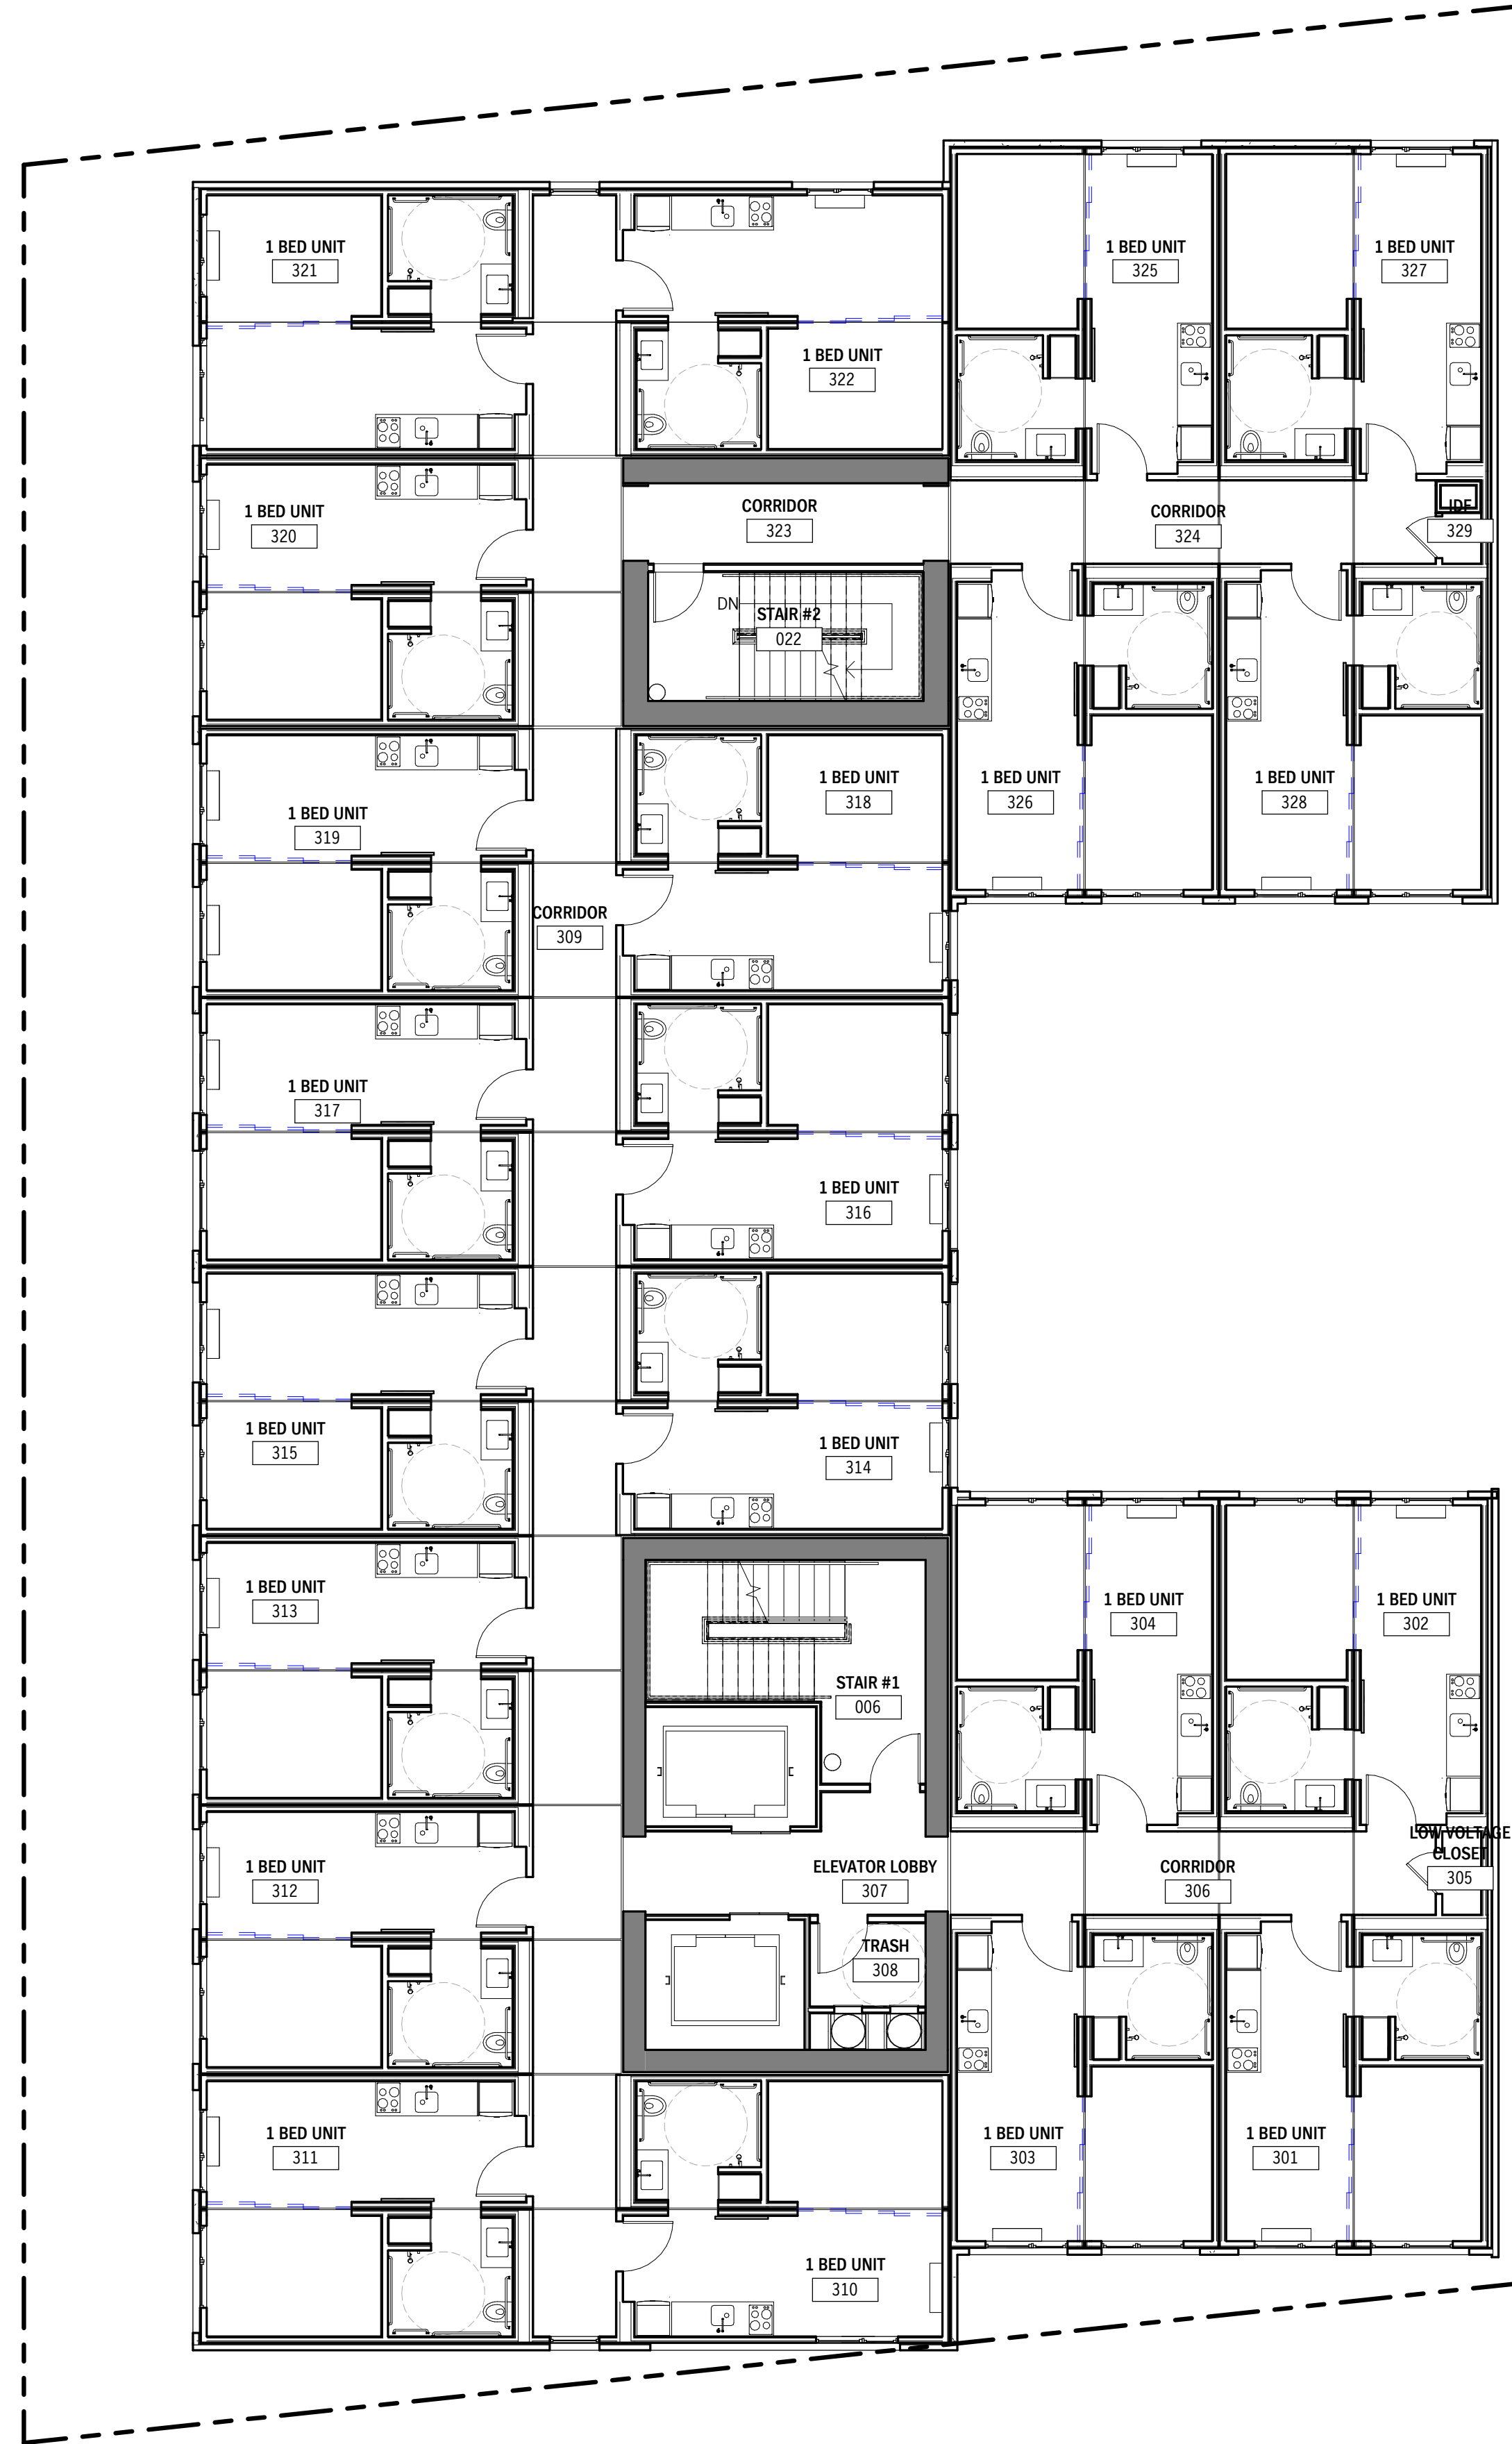 1 BED UNIT
321
1 BED UNIT
325
1 BED UNIT
327
1 BED UNIT
322
1 BED UNIT
320
CORRIDOR
323
CORRIDOR
324
IDF
329
DN
STAIR #2
022
1 BED UNIT
319
1 BED UNIT
318
1 BED UNIT
326
1 BED UNIT
328
CORRIDOR
309
1 BED UNIT
317
1 BED UNIT
316
1 BED UNIT
315
1 BED UNIT
314
1 BED UNIT
313
1 BED UNIT
304
1 BED UNIT
302
STAIR #1
006
1 BED UNIT
312
ELEVATOR LOBBY
307
CORRIDOR
306
LOW VOLTAGE
CLOSET
305
TRASH
308
1 BED UNIT
311
1 BED UNIT
303
1 BED UNIT
301
1 BED UNIT
310